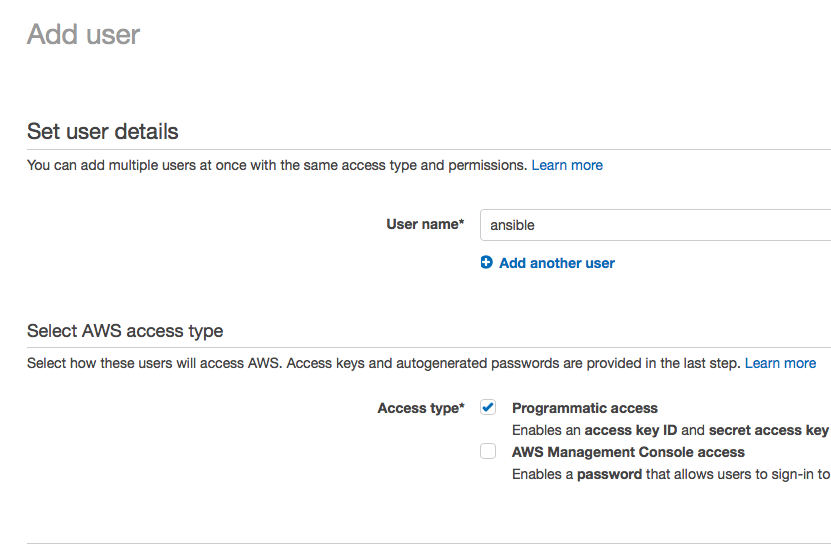 Add user
Set user details
You can add multiple users at once with the same access type and permissions. Learn more
User name*
ansible
Add another user
Select AWS access type
Select how these users will access AWS. Access keys and autogenerated passwords are provided in the last step. Learn more
Access type*
Programmatic access
Enables an access key ID and secret access key
AWS Management Console access
Enables a password that allows users to sign-in to